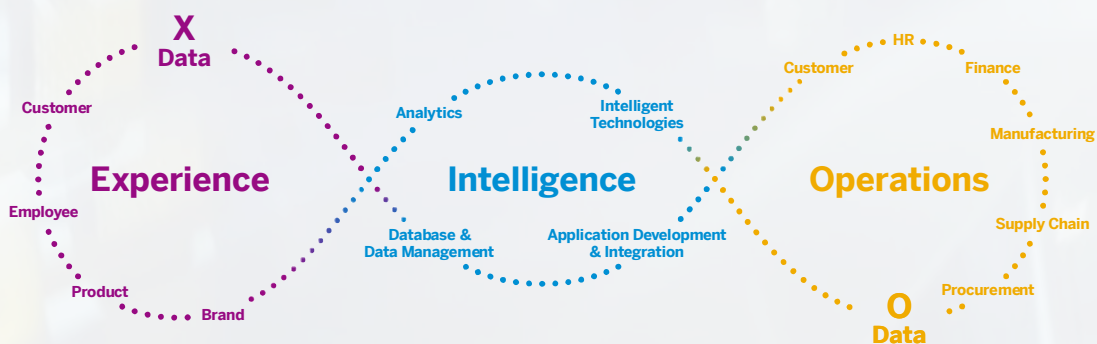 X
Data
Customer
Experience
Employee
Product
Brand
Analytics
Intelligent
Technologies
Intelligence
Database &
Data Management
Application Development
& Integration
Customer
HR
Finance
Manufacturing
Operations
Supply Chain
Procurement
O
Data